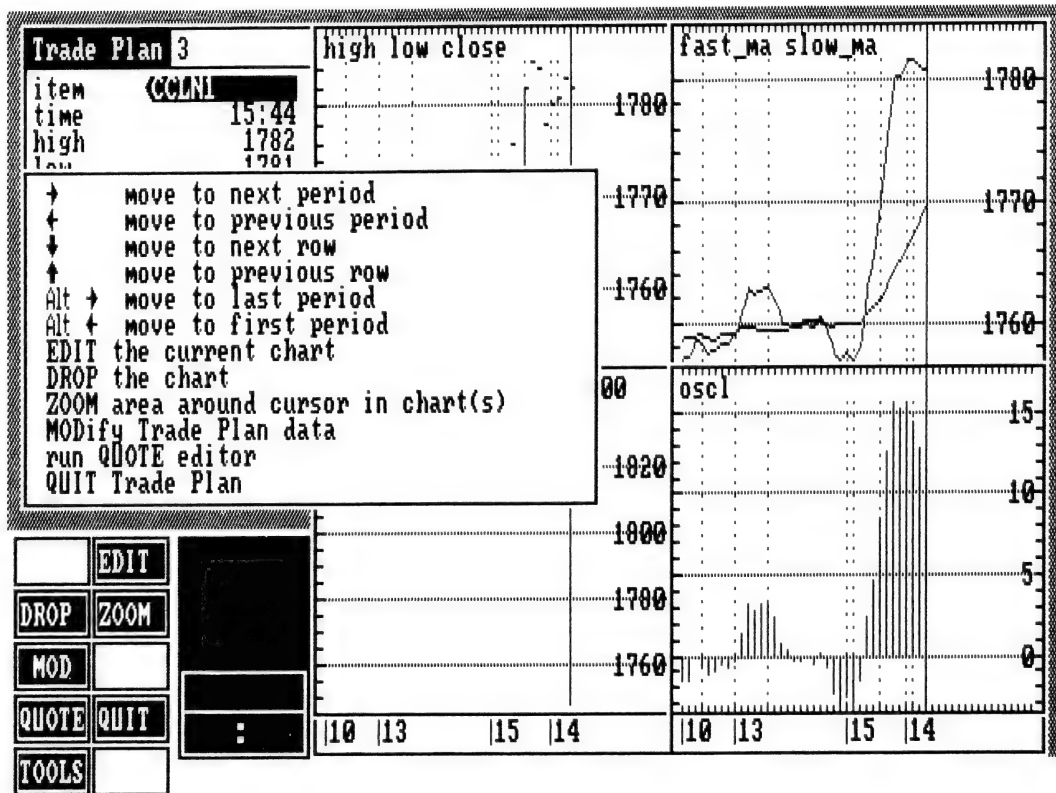 Trade Plan 3
item CCLN1
time 15:44
high 1782
low 1781
high low close
1780
1770
1760
00
1820
1800
1780
1760
|10 |13 |15 |14
fast_ma slow_ma
1780
1770
1760
oscl
15
10
5
0
|10 |13 |15 |14
→ move to next period
← move to previous period
↓ move to next row
↑ move to previous row
Alt → move to last period
Alt ← move to first period
EDIT the current chart
DROP the chart
ZOOM area around cursor in chart(s)
MODify Trade Plan data
run QUOTE editor
QUIT Trade Plan
EDIT
DROP ZOOM
MOD
QUOTE QUIT
:
TOOLS